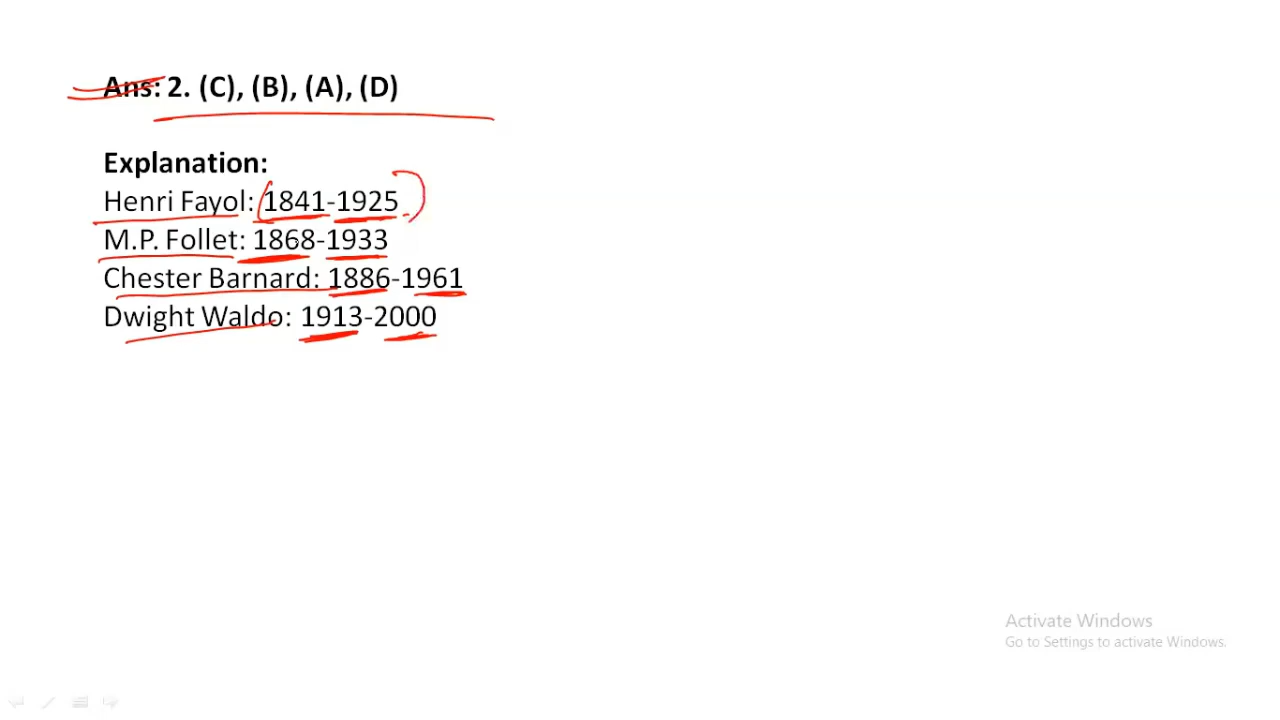 Ans: 2. (C), (B), (A), (D)
Explanation:
Henri Fayol: 1841-1925
M.P. Follet: 1868-1933
Chester Barnard: 1886-1961
Dwight Waldo: 1913-2000
Activate Windows
Go to Settings to activate Windows.